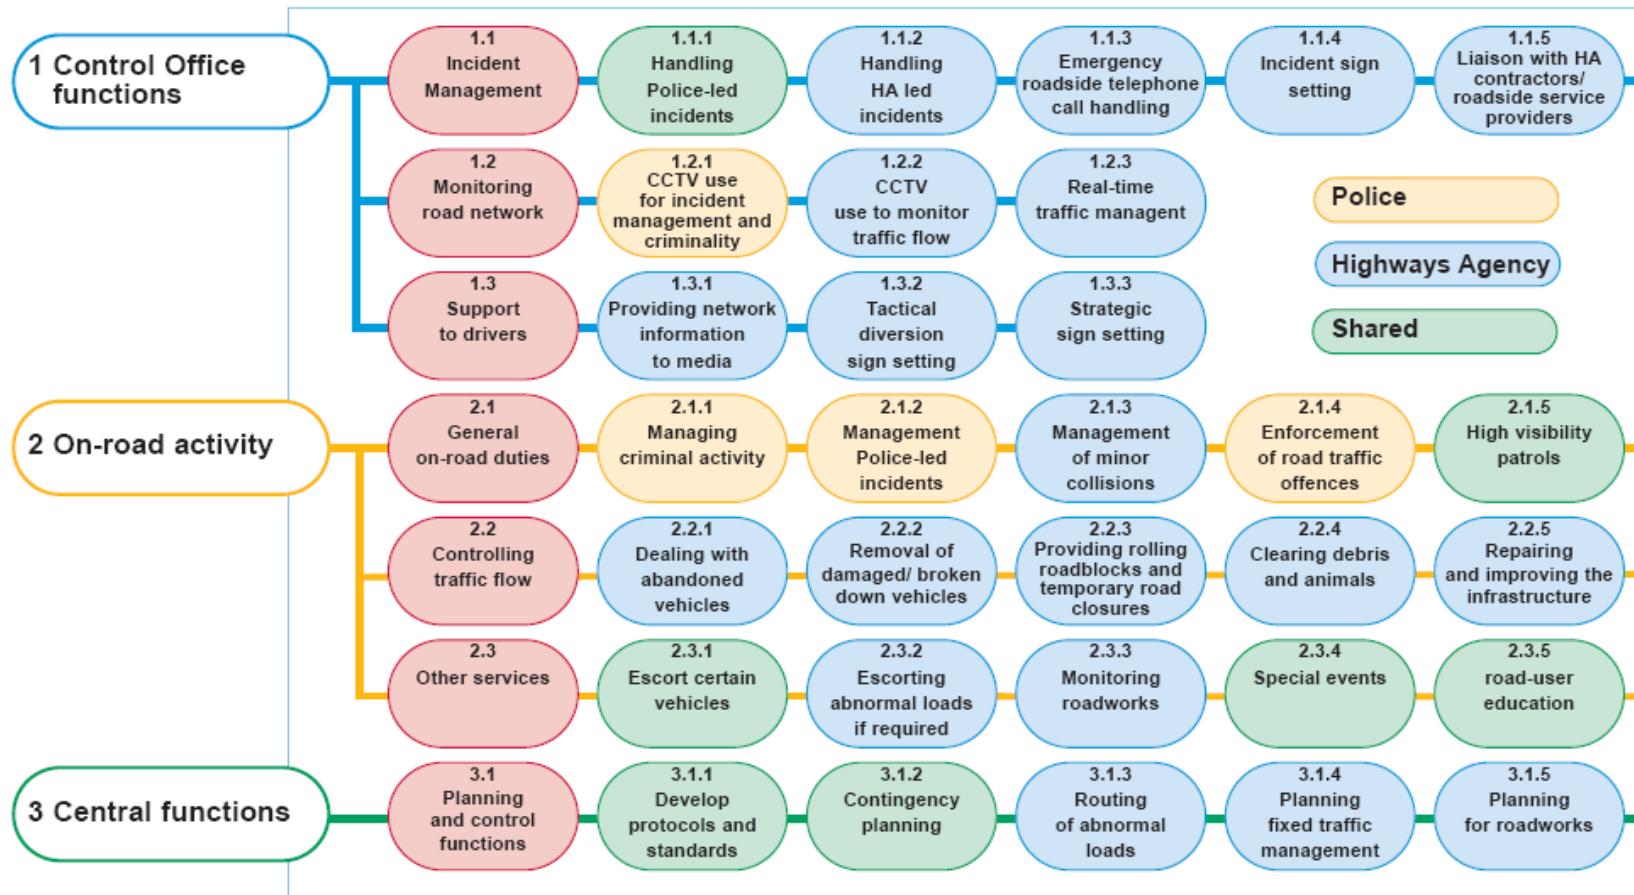 1 Control Office
functions
1.1
Incident
Management
1.1.1
Handling
Police-led
incidents
1.1.2
Handling
HA led
incidents
1.1.3
Emergency
roadside telephone
call handling
1.1.4
Incident sign
setting
1.1.5
Liaison with HA
contractors/
roadside service
providers
1.2
Monitoring
road network
1.2.1
CCTV use
for incident
management and
criminality
1.2.2
CCTV
use to monitor
traffic flow
1.2.3
Real-time
traffic managent
Police
Highways Agency
Shared
1.3
Support
to drivers
1.3.1
Providing network
information
to media
1.3.2
Tactical
diversion
sign setting
1.3.3
Strategic
sign setting
2 On-road activity
2.1
General
on-road duties
2.1.1
Managing
criminal activity
2.1.2
Management
Police-led
incidents
2.1.3
Management
of minor
collisions
2.1.4
Enforcement
of road traffic
offences
2.1.5
High visibility
patrols
2.2
Controlling
traffic flow
2.2.1
Dealing with
abandoned
vehicles
2.2.2
Removal of
damaged/ broken
down vehicles
2.2.3
Providing rolling
roadblocks and
temporary road
closures
2.2.4
Clearing debris
and animals
2.2.5
Repairing
and improving the
infrastructure
2.3
Other services
2.3.1
Escort certain
vehicles
2.3.2
Escorting
abnormal loads
if required
2.3.3
Monitoring
roadworks
2.3.4
Special events
2.3.5
road-user
education
3 Central functions
3.1
Planning
and control
functions
3.1.1
Develop
protocols and
standards
3.1.2
Contingency
planning
3.1.3
Routing
of abnormal
loads
3.1.4
Planning
fixed traffic
management
3.1.5
Planning
for roadworks